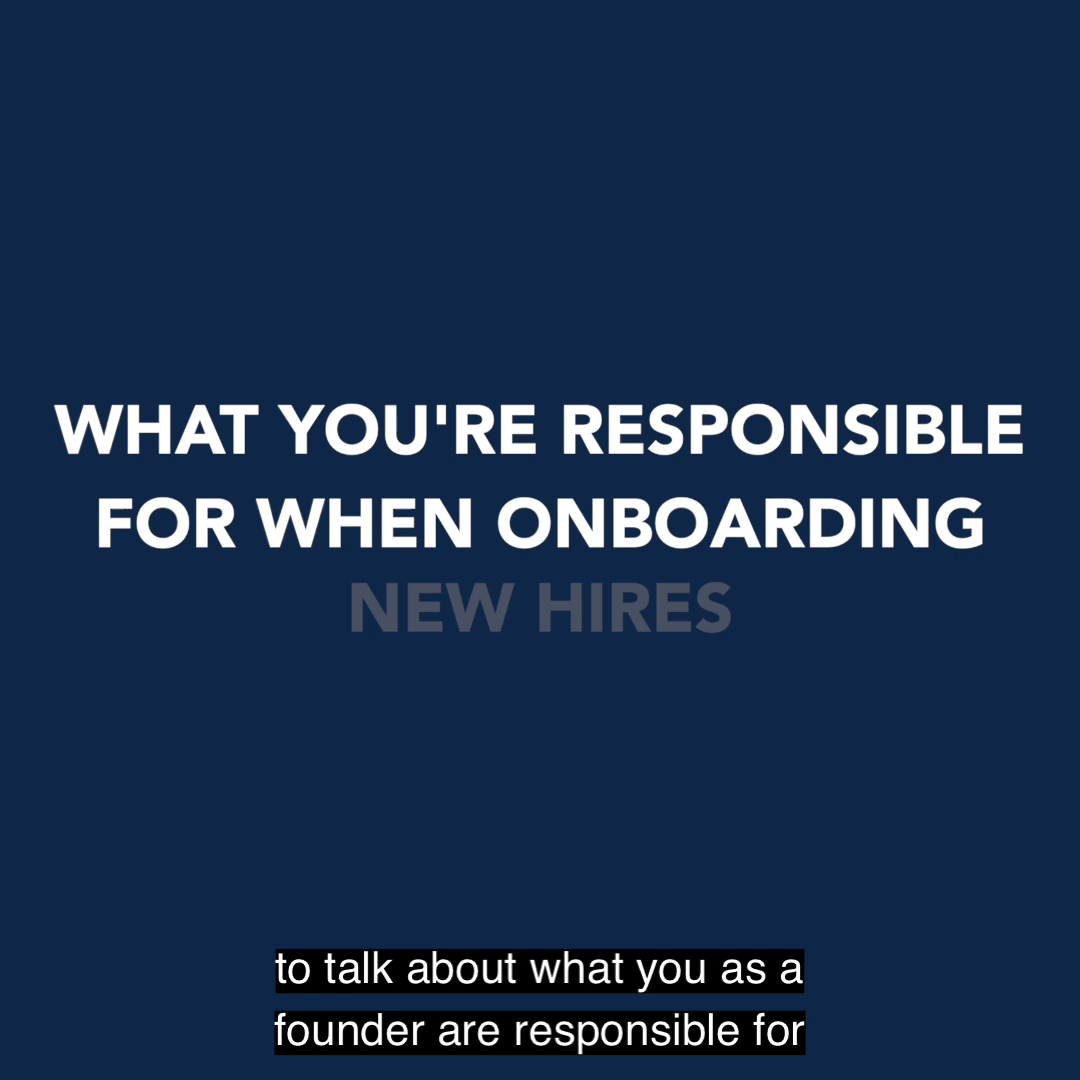 WHAT YOU'RE RESPONSIBLE
FOR WHEN ONBOARDING
NEW HIRES
to talk about what you as a
founder are responsible for